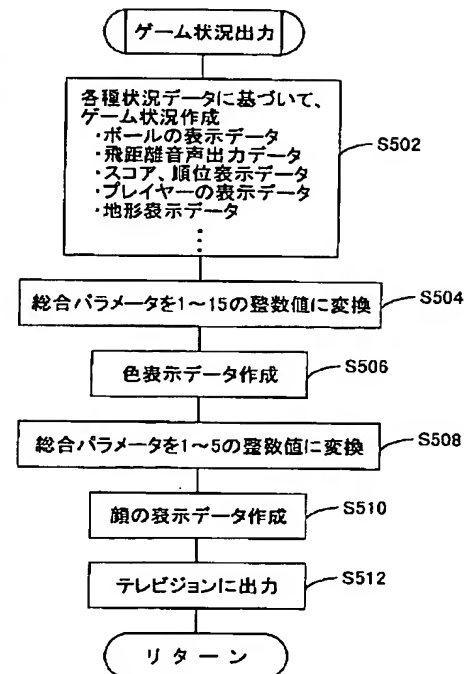 ゲーム状況出力
各種状況データに基づいて、
ゲーム状況作成
・ボールの表示データ
・飛距離音声出力データ
・スコア、順位表示データ
・プレイヤーの表示データ
・地形表示データ
S502
総合パラメータを1～15の整数値に変換
S504
色表示データ作成
S506
総合パラメータを1～5の整数値に変換
S508
顔の表示データ作成
S510
テレビジョンに出力
S512
リターン